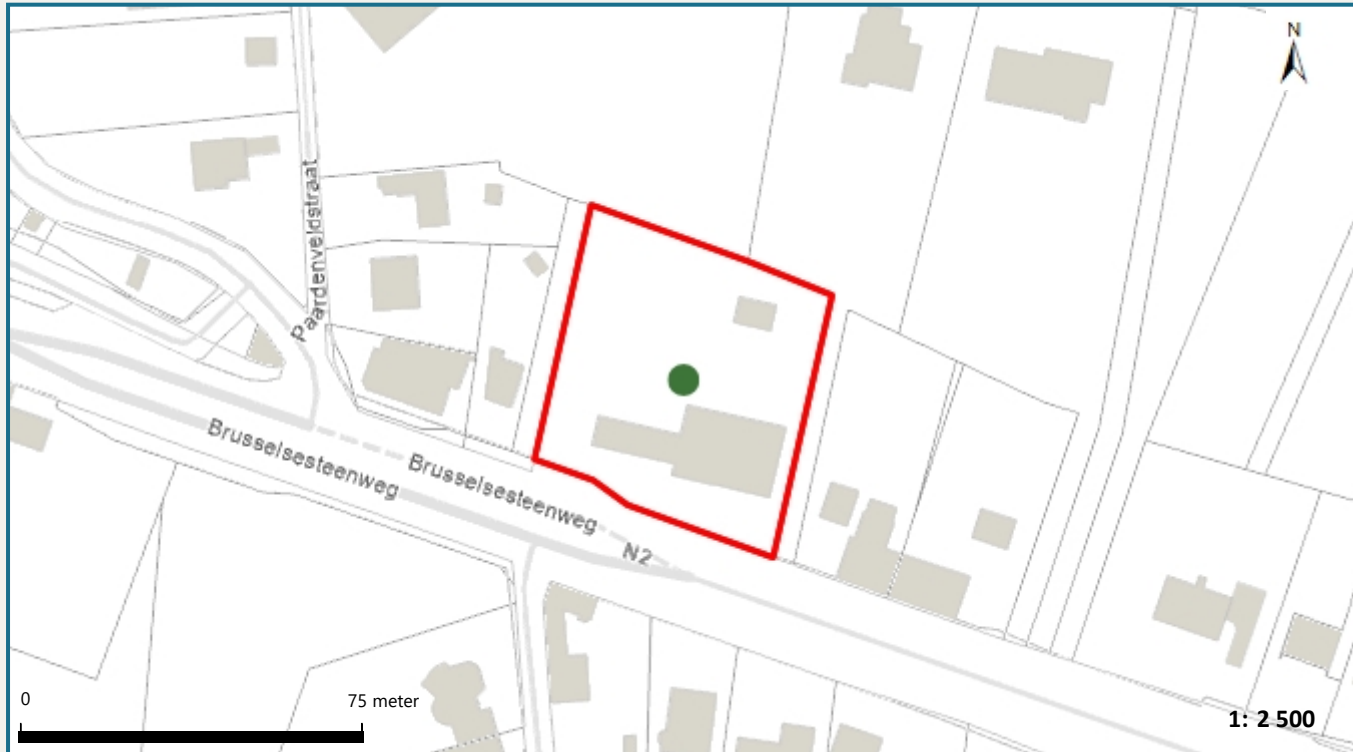 N
Paardenveldstraat
Brusselsesteenweg
Brusselsesteenweg
N2
0
75 meter
1: 2 500